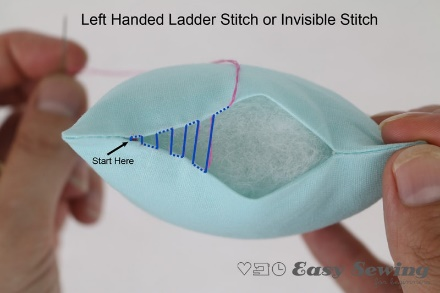 Left Handed Ladder Stitch or Invisible Stitch
Start Here
Easy Sewing